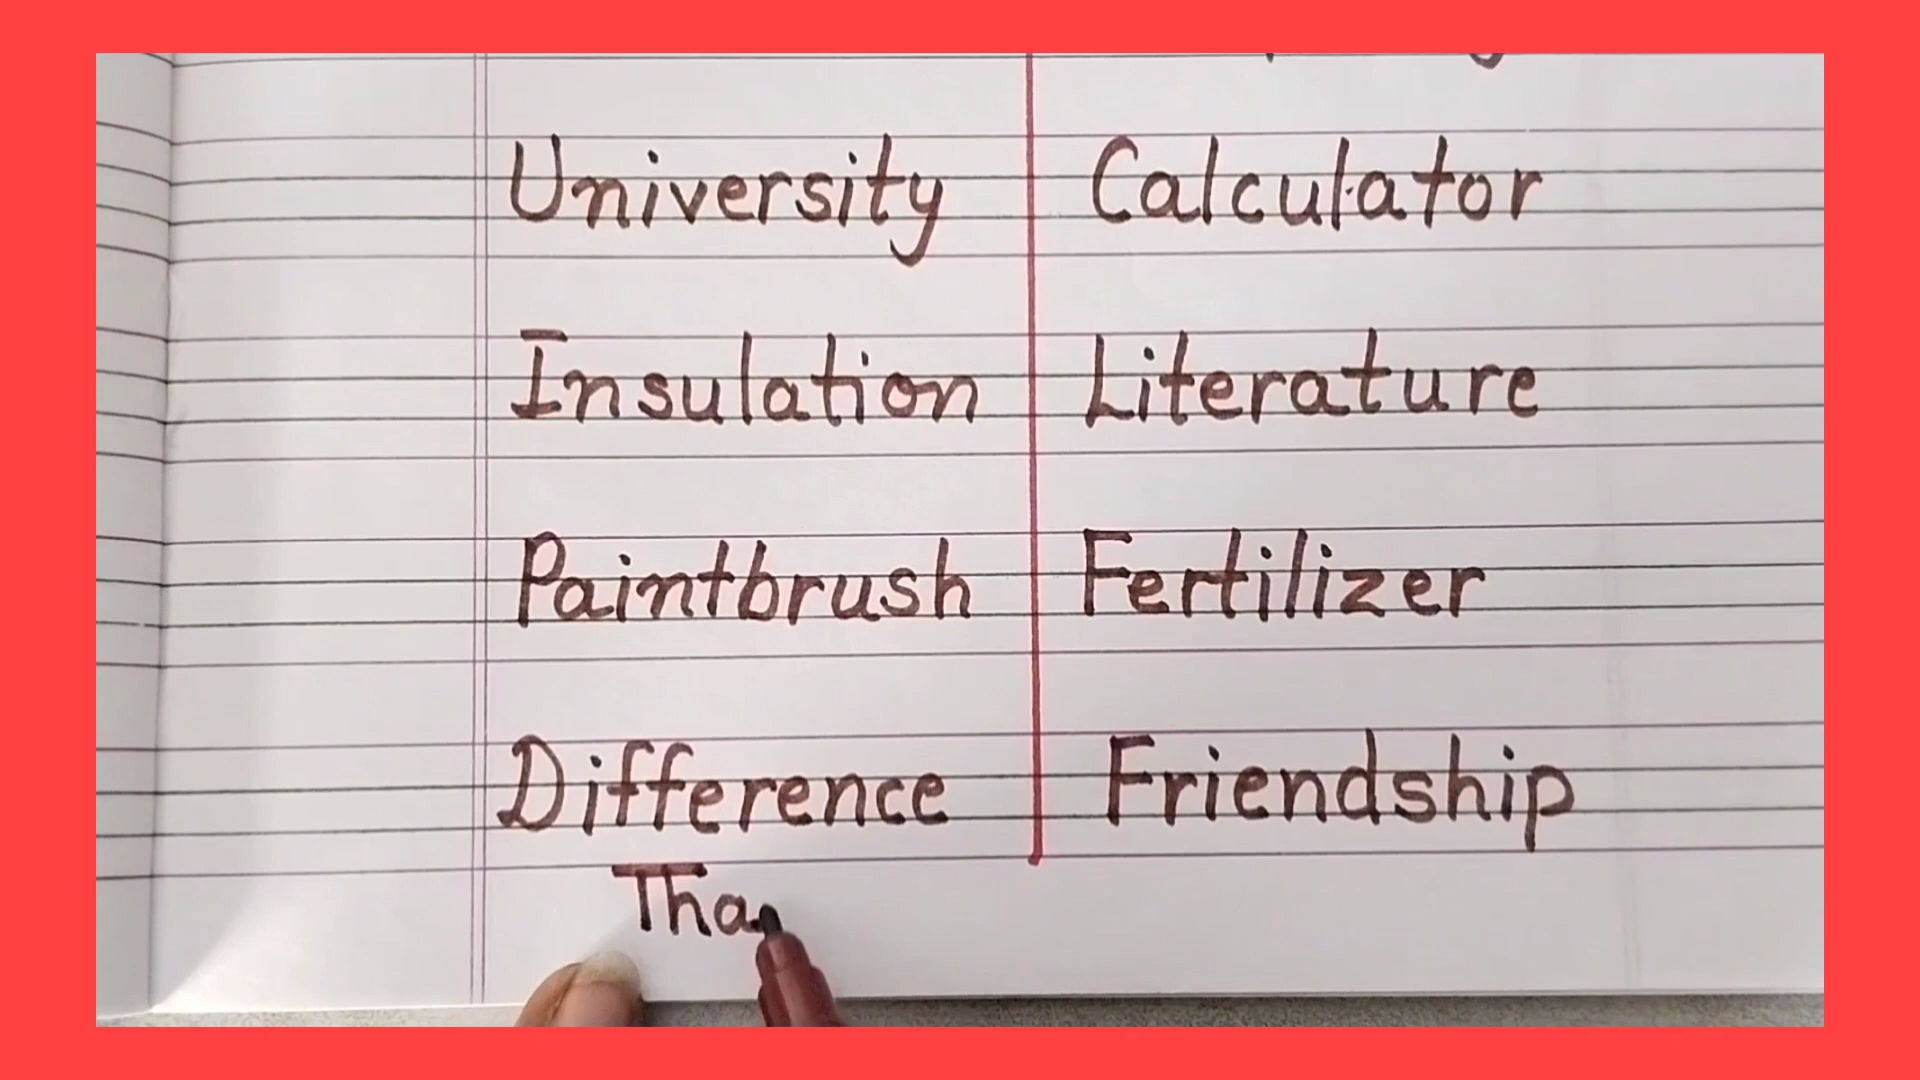 University Calculator
Insulation Literature
Paintbrush Fertilizer
Difference Friendship
Tha